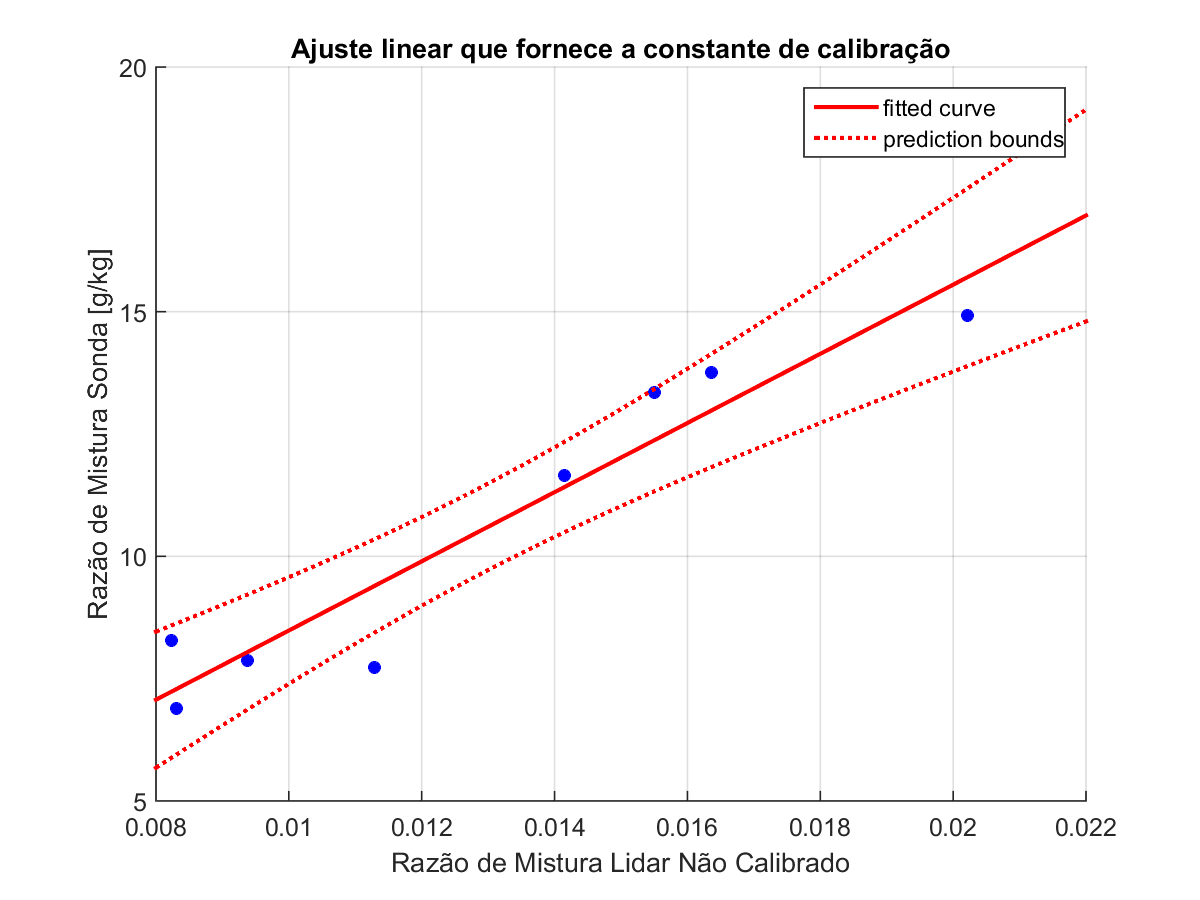 Ajuste linear que fornece a constante de calibração
20
15
10
5
fitted curve
prediction bounds
Razão de Mistura Sonda [g/kg]
0.008 0.01 0.012 0.014 0.016 0.018 0.02 0.022
Razão de Mistura Lidar Não Calibrado